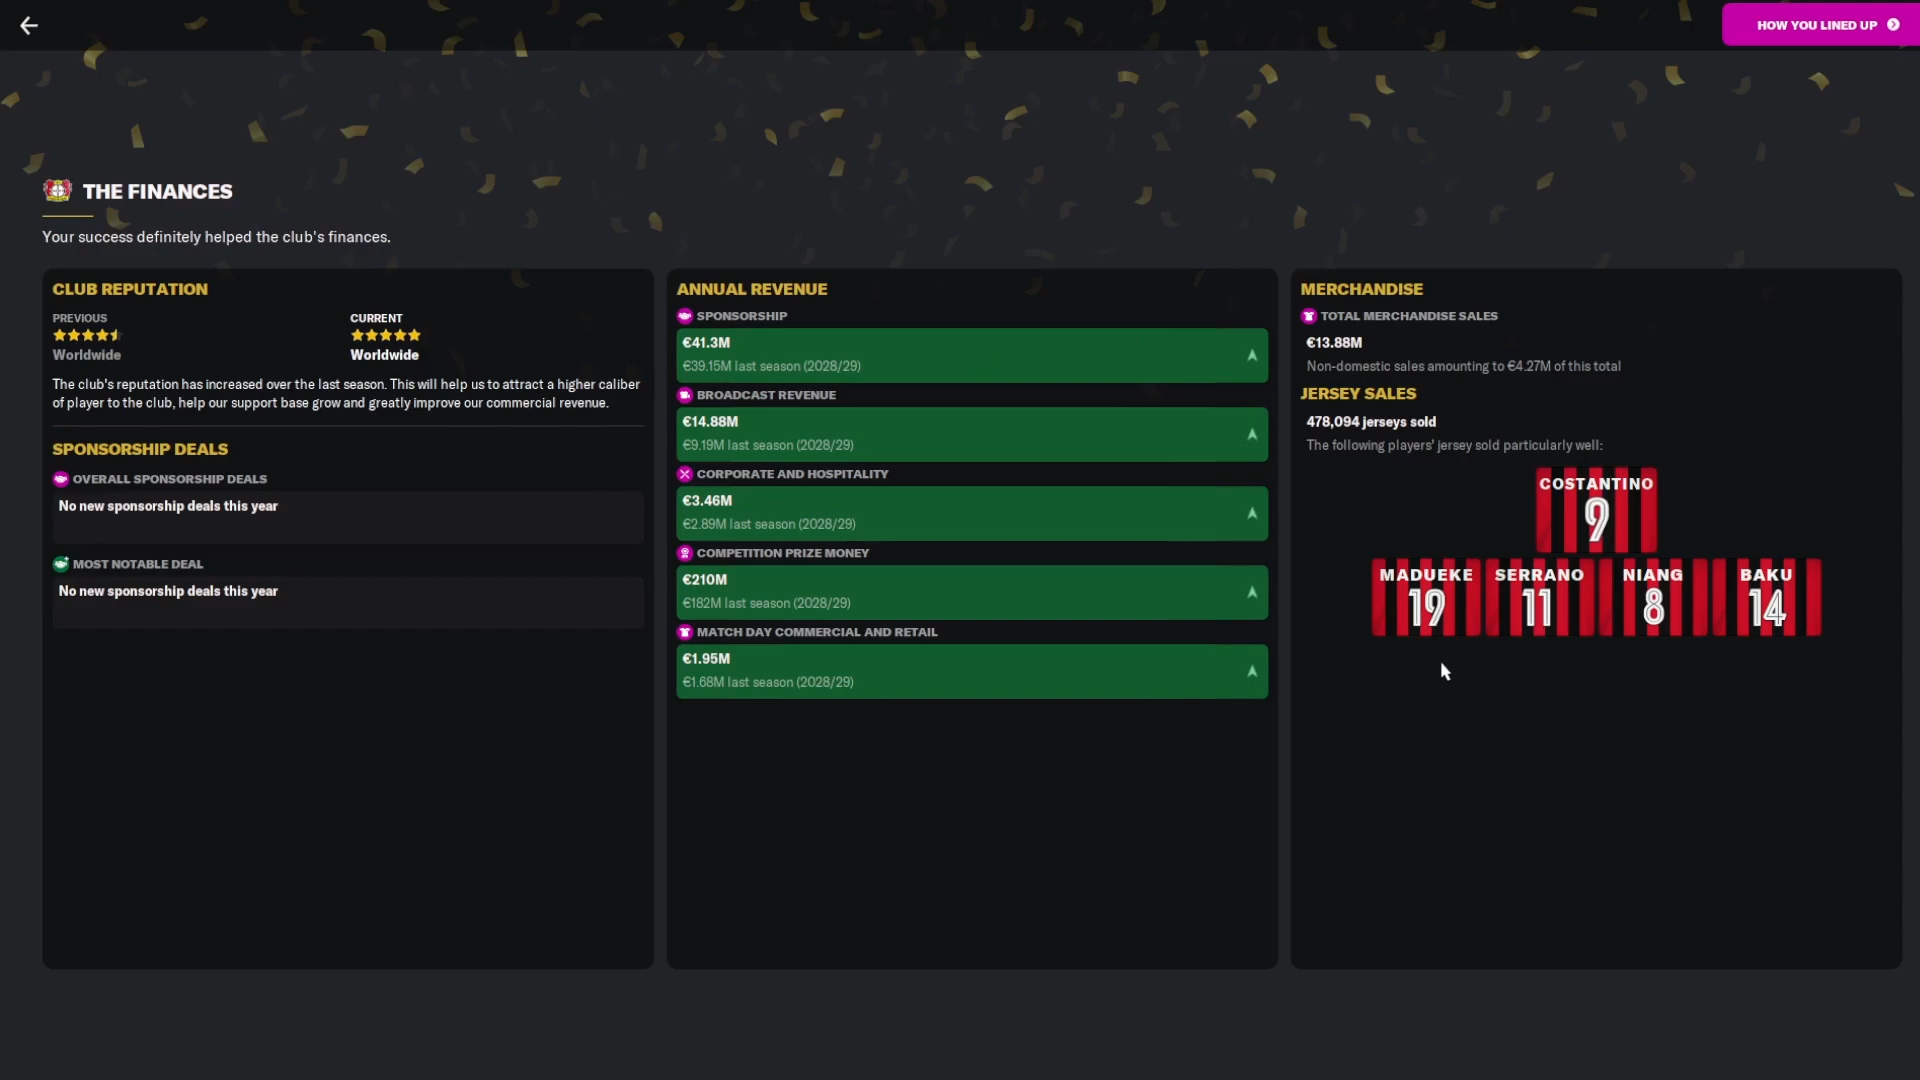 HOW YOU LINED UP
THE FINANCES
Your success definitely helped the club's finances.
CLUB REPUTATION
PREVIOUS
Worldwide
CURRENT
Worldwide
The club's reputation has increased over the last season. This will help us to attract a higher caliber
of player to the club, help our support base grow and greatly improve our commercial revenue.
SPONSORSHIP DEALS
OVERALL SPONSORSHIP DEALS
No new sponsorship deals this year
MOST NOTABLE DEAL
No new sponsorship deals this year
ANNUAL REVENUE
SPONSORSHIP
€41.3M
€39.15M last season (2028/29)
BROADCAST REVENUE
€14.88M
€9.19M last season (2028/29)
CORPORATE AND HOSPITALITY
€3.46M
€2.89M last season (2028/29)
COMPETITION PRIZE MONEY
€210M
€182M last season (2028/29)
MATCH DAY COMMERCIAL AND RETAIL
€1.95M
€1.68M last season (2028/29)
MERCHANDISE
TOTAL MERCHANDISE SALES
€13.88M
Non-domestic sales amounting to €4.27M of this total
JERSEY SALES
478,094 jerseys sold
The following players' jersey sold particularly well:
COSTANTINO
9
MADUEKE
19
SERRANO
11
NIANG
8
BAKU
14